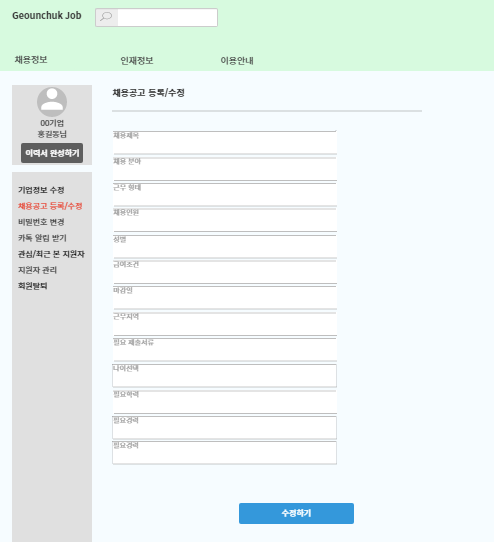 Geounchuk Job
채용정보
인재정보
이용안내
00기업
홍길동님
이력서 완성하기
기업정보 수정
채용공고 등록/수정
비밀번호 변경
카톡 알림 받기
관심/최근 본 지원자
지원자 관리
회원탈퇴
채용공고 등록/수정
채용제목
채용 분야
근무 형태
채용인원
성별
급여조건
마감일
근무지역
필요 제출서류
나이선택
필요학력
필요경력
필요경력
수정하기